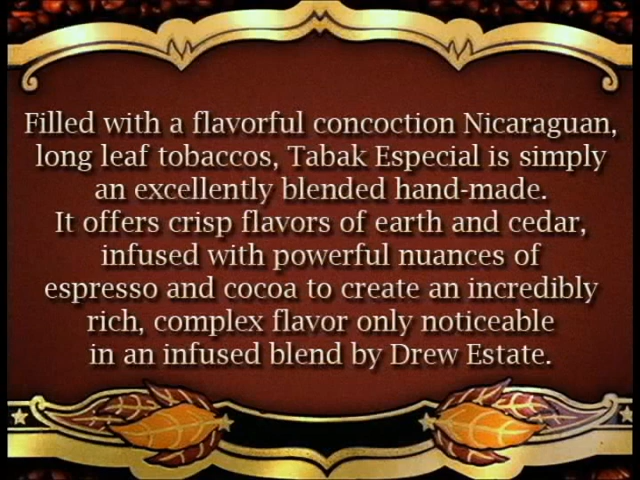 Filled with a flavorful concoction Nicaraguan,
long leaf tobaccos, Tabak Especial is simply
an excellently blended hand-made.
It offers crisp flavors of earth and cedar,
infused with powerful nuances of
espresso and cocoa to create an incredibly
rich, complex flavor only noticeable
in an infused blend by Drew Estate.